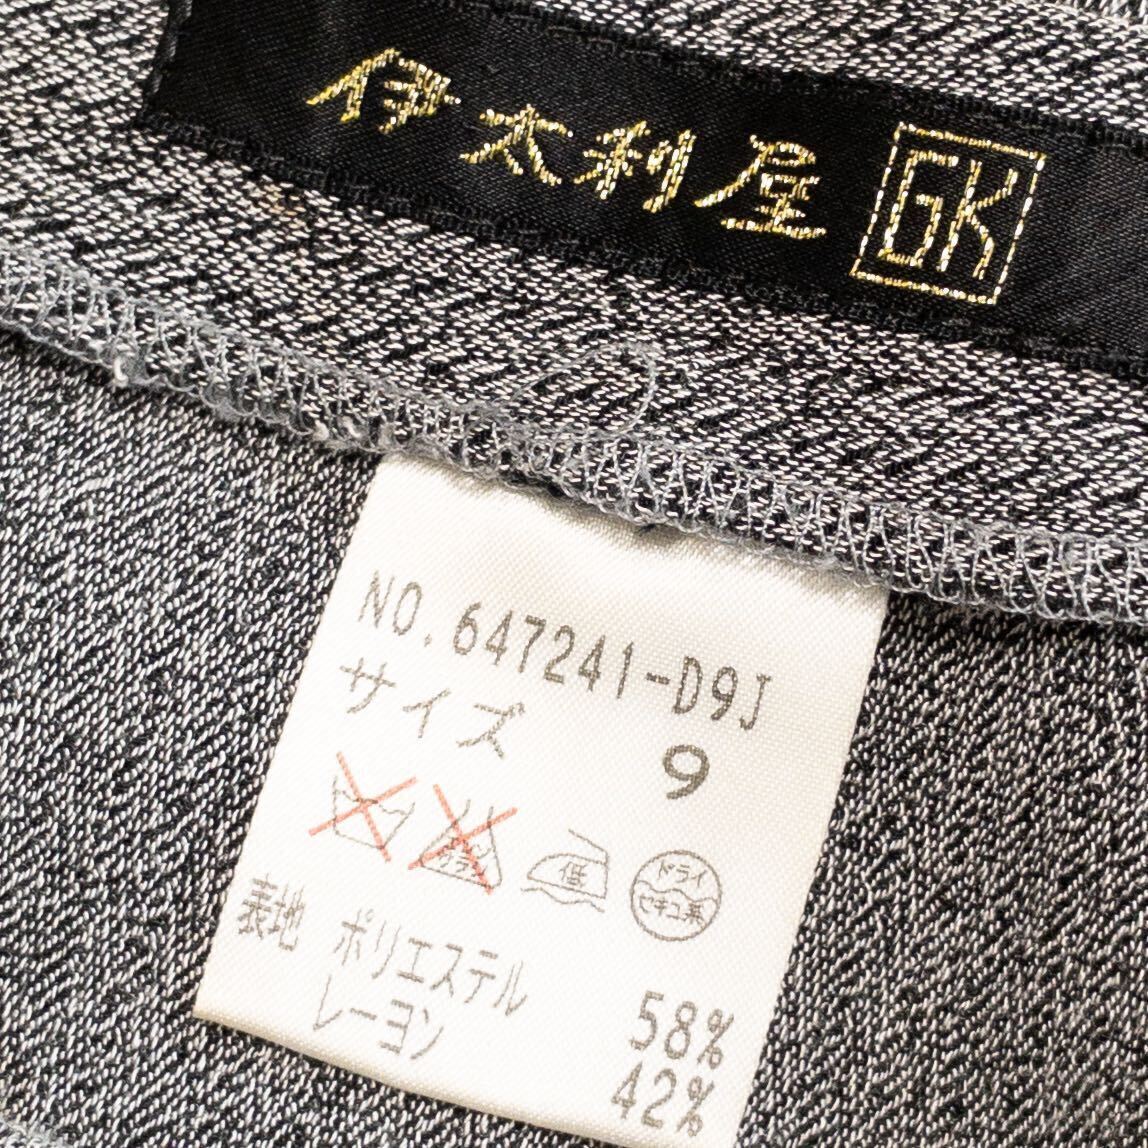 伊太利屋 GK
NO.647241-D9J
サイズ 9
低 ドライ セキユ系
表地 ポリエステル 58%
レーヨン 42%